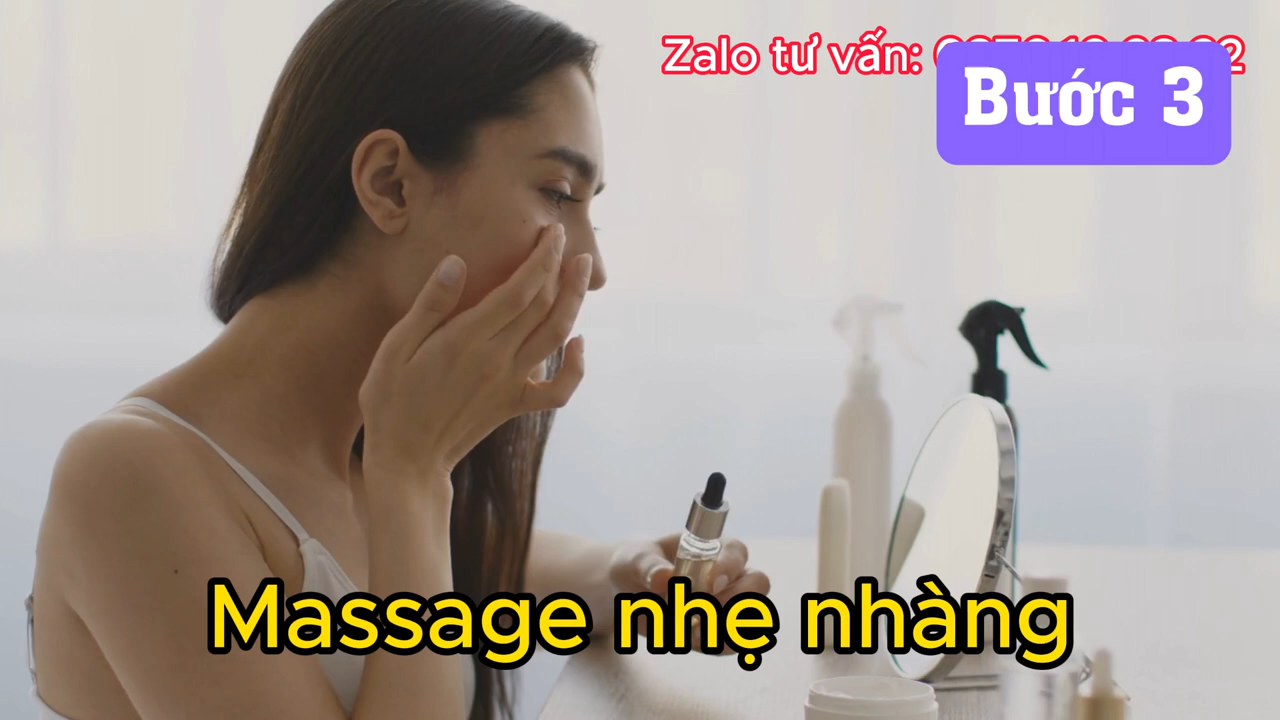 Zalo tư vấn:
Bước 3
Massage nhẹ nhàng